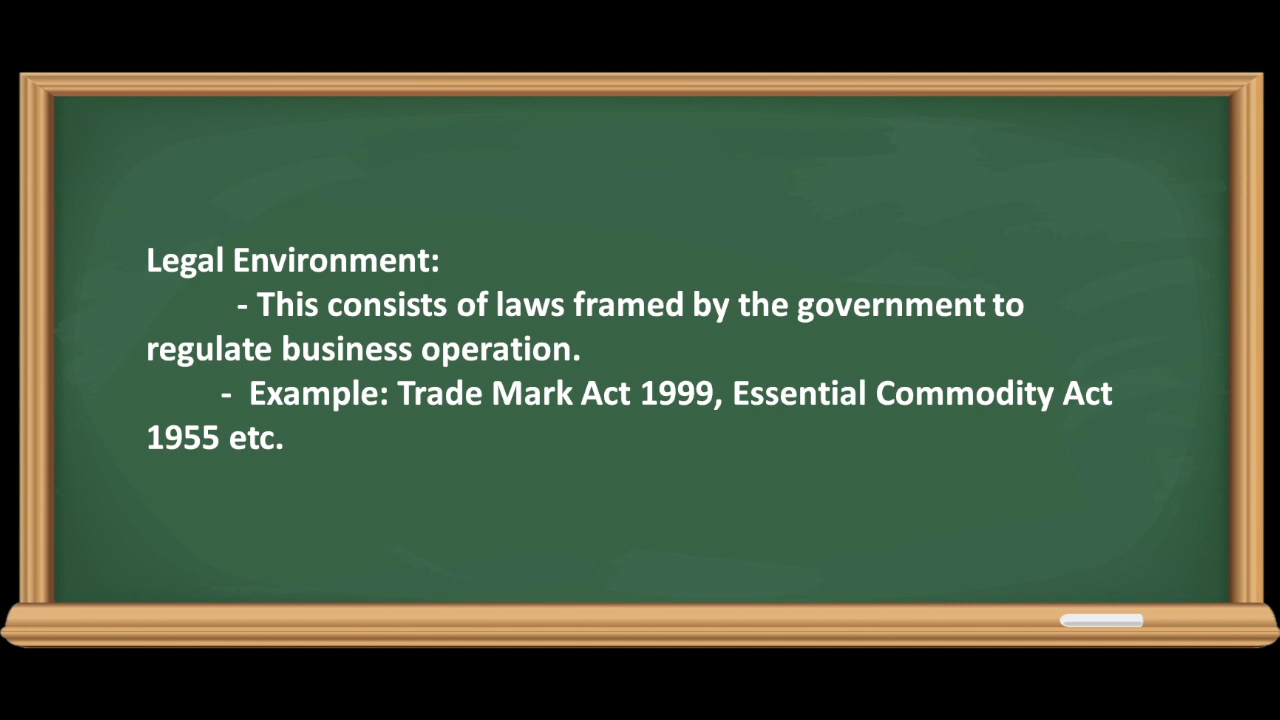 Legal Environment:
- This consists of laws framed by the government to
regulate business operation.
- Example: Trade Mark Act 1999, Essential Commodity Act
1955 etc.